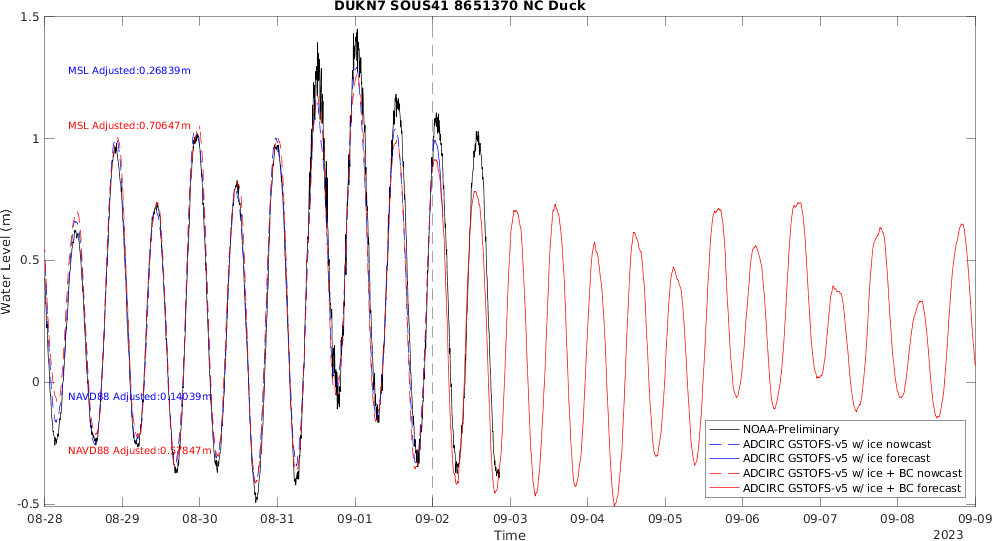 DUKN7 SOUS41 8651370 NC Duck
1.5
1
0.5
0
-0.5
Water Level (m)
MSL Adjusted:0.26839m
MSL Adjusted:0.70647m
NAVD88 Adjusted:0.14039m
NAVD88 Adjusted:0.57847m
NOAA-Preliminary
ADCIRC GSTOFS-v5 w/ ice nowcast
ADCIRC GSTOFS-v5 w/ ice forecast
ADCIRC GSTOFS-v5 w/ ice + BC nowcast
ADCIRC GSTOFS-v5 w/ ice + BC forecast
08-28 08-29 08-30 08-31 09-01 09-02 09-03 09-04 09-05 09-06 09-07 09-08 09-09
Time
2023